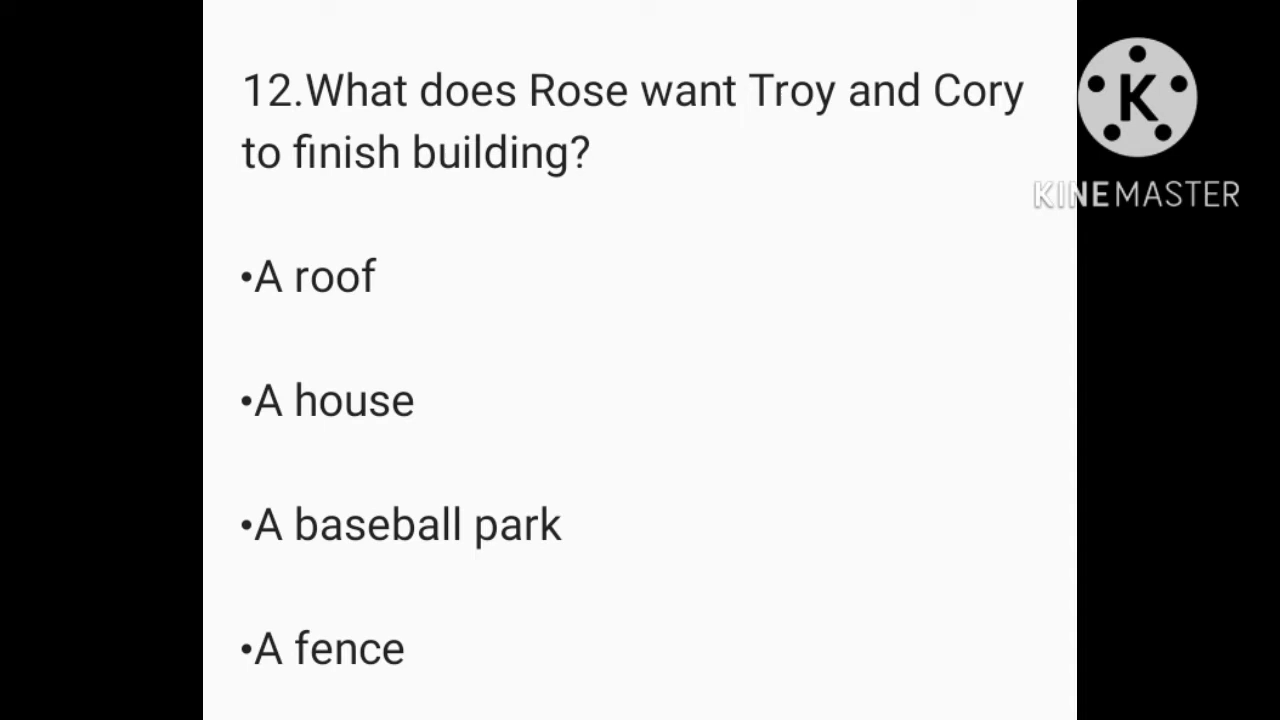 12.What does Rose want Troy and Cory
to finish building?
•A roof
•A house
•A baseball park
•A fence
K
KINEMASTER